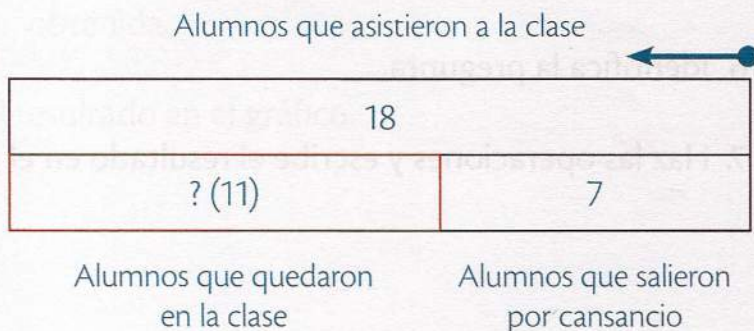 Alumnos que asistieron a la clase
18
? (11)
7
Alumnos que quedaron
en la clase
Alumnos que salieron
por cansancio